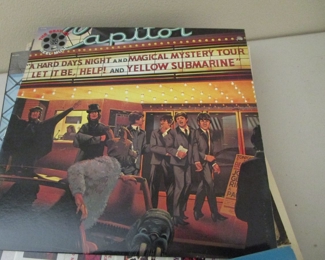 Capitol
"A HARD DAYS NIGHT AND MAGICAL MYSTERY TOUR
LET IT BE, HELP! AND YELLOW SUBMARINE"